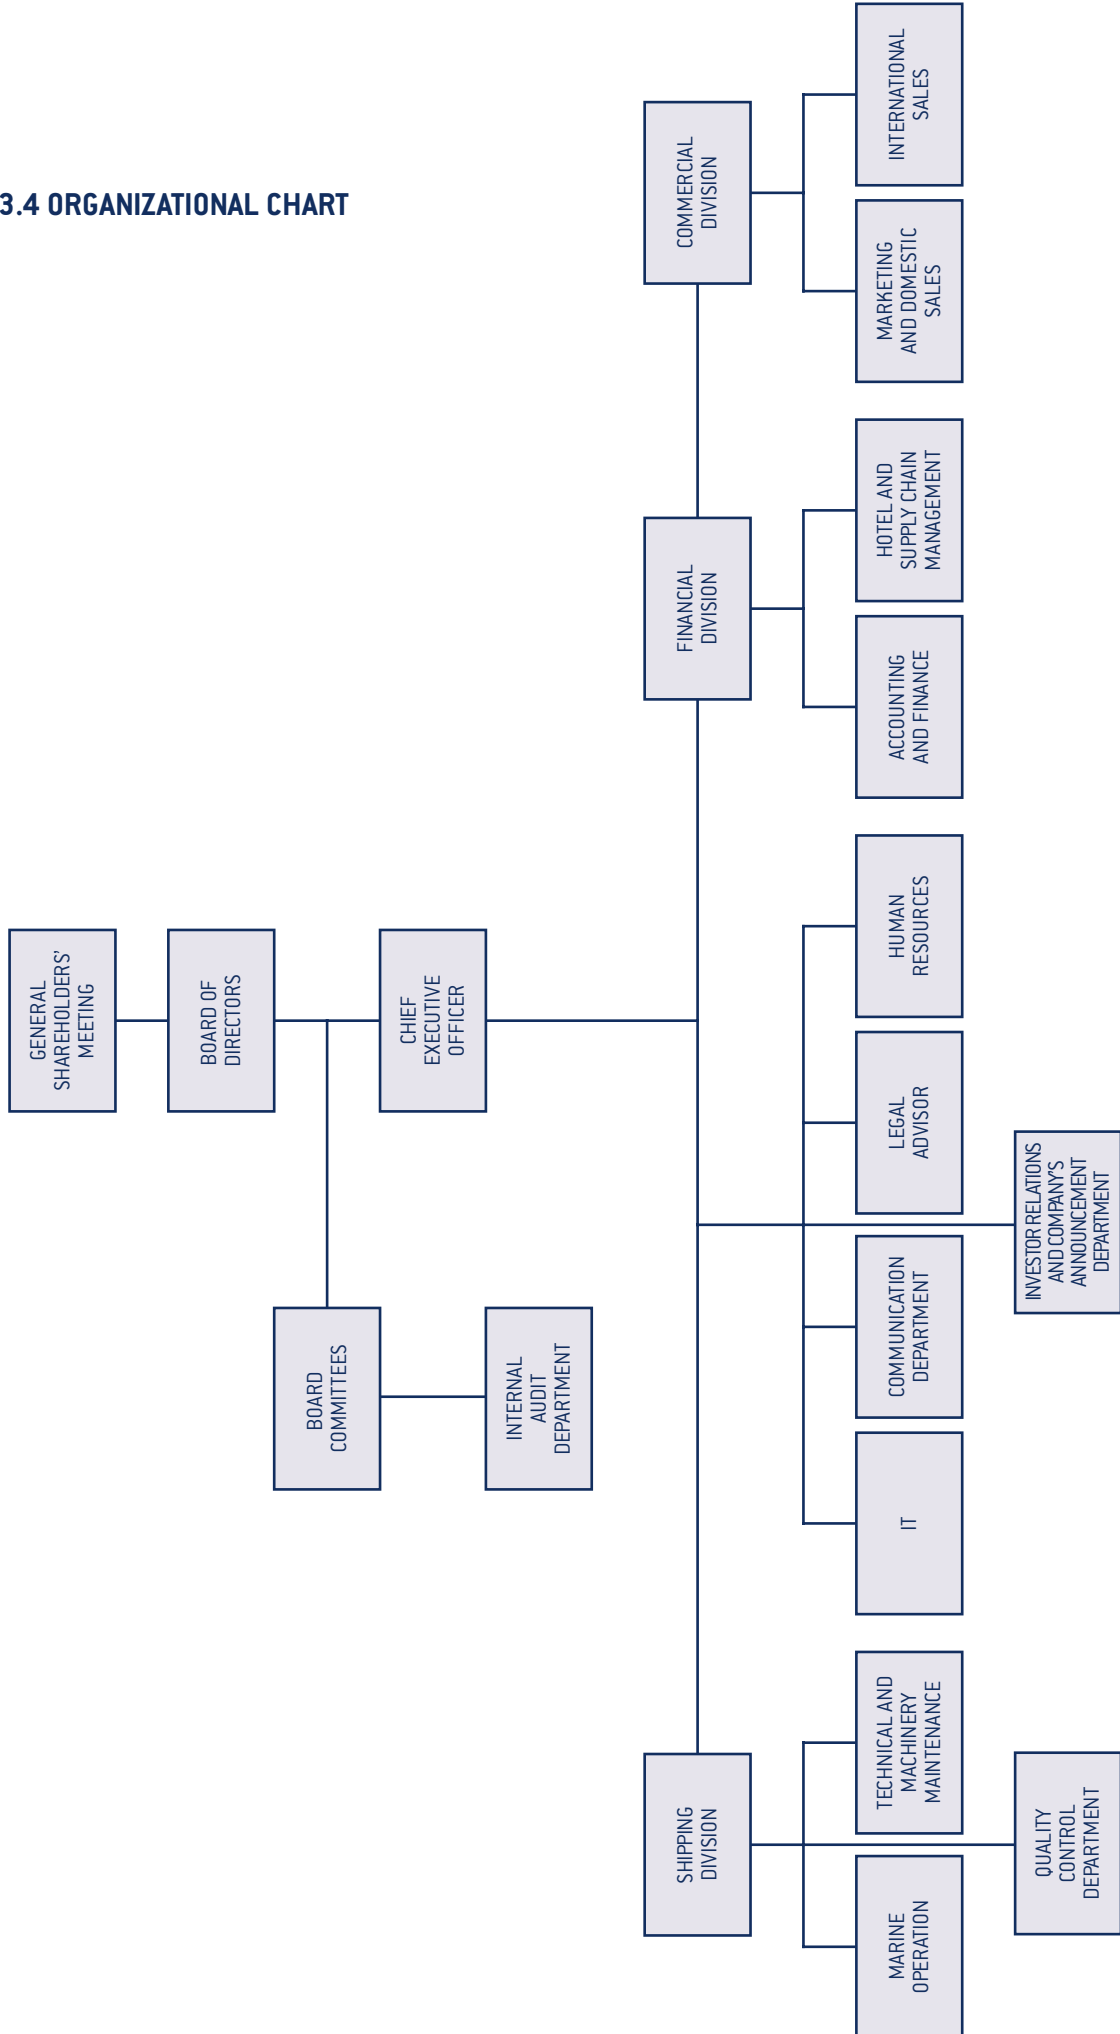 3.4 ORGANIZATIONAL CHART
GENERAL
SHAREHOLDERS'
MEETING
BOARD OF
DIRECTORS
BOARD
COMMITTEES
CHIEF
EXECUTIVE
OFFICER
INTERNAL
AUDIT
DEPARTMENT
SHIPPING
DIVISION
FINANCIAL
DIVISION
COMMERCIAL
DIVISION
MARINE
OPERATION
TECHNICAL AND
MACHINERY
MAINTENANCE
IT
COMMUNICATION
DEPARTMENT
LEGAL
ADVISOR
HUMAN
RESOURCES
ACCOUNTING
AND FINANCE
HOTEL AND
SUPPLY CHAIN
MANAGEMENT
MARKETING
AND DOMESTIC
SALES
INTERNATIONAL
SALES
QUALITY
CONTROL
DEPARTMENT
INVESTOR RELATIONS
AND COMPANY'S
ANNOUNCEMENT
DEPARTMENT